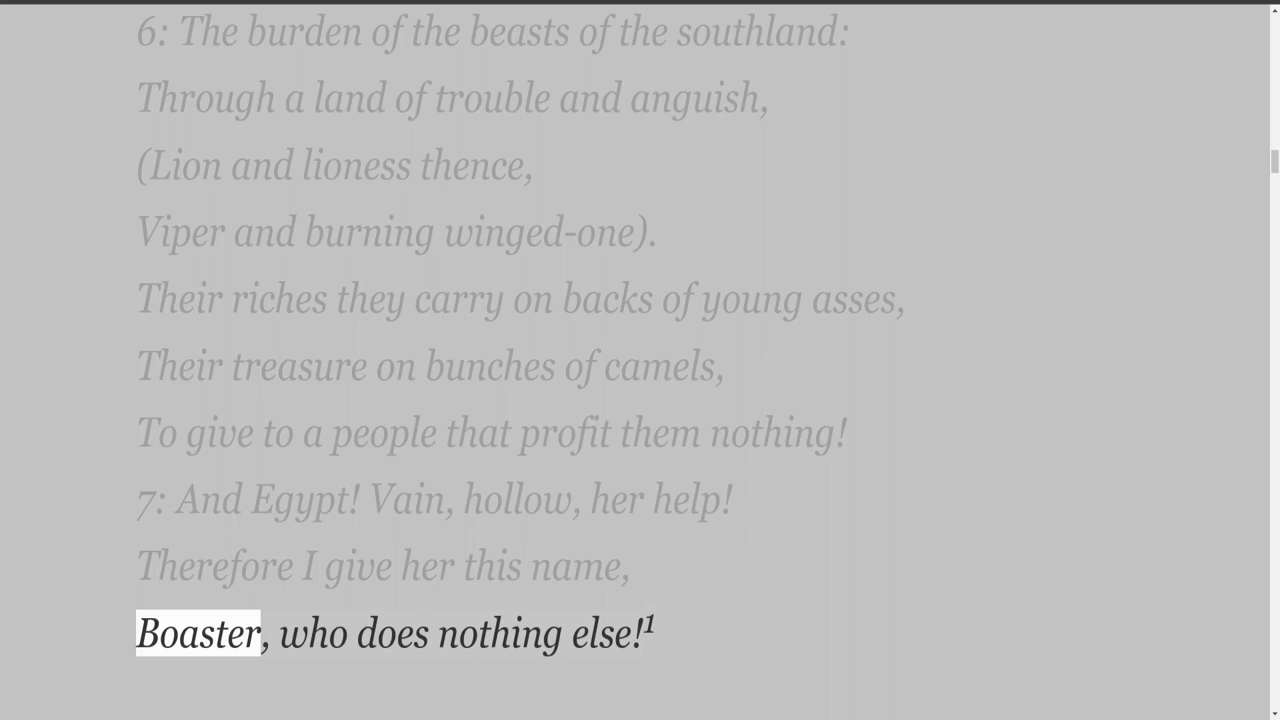 6: The burden of the beasts of the southland:
Through a land of trouble and anguish,
(Lion and lioness thence,
Viper and burning winged-one).
Their riches they carry on backs of young asses,
Their treasure on bunches of camels,
To give to a people that profit them nothing!
7: And Egypt! Vain, hollow, her help!
Therefore I give her this name,
Boaster, who does nothing else!¹